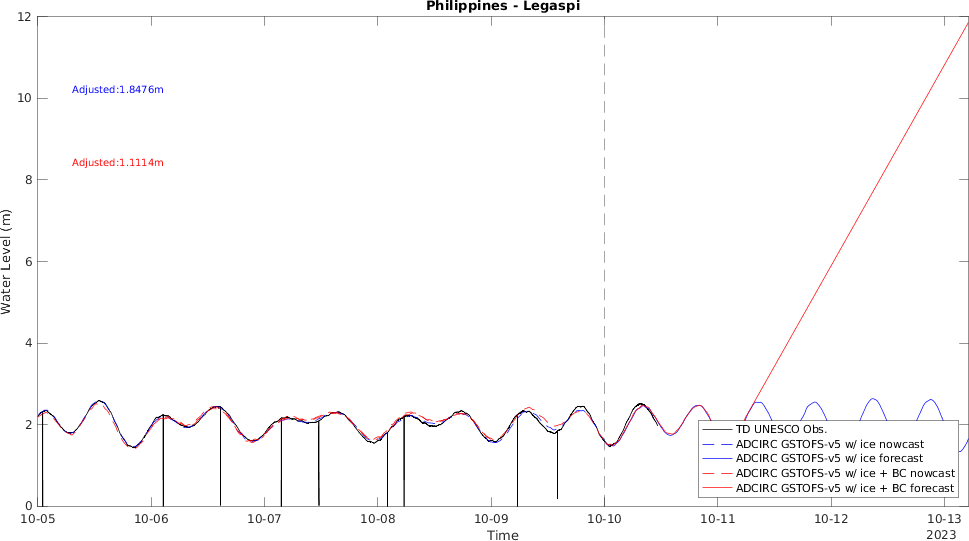 Philippines - Legaspi
12
10
8
6
4
2
0
Water Level (m)
Adjusted:1.8476m
Adjusted:1.1114m
TD UNESCO Obs.
ADCIRC GSTOFS-v5 w/ ice nowcast
ADCIRC GSTOFS-v5 w/ ice forecast
ADCIRC GSTOFS-v5 w/ ice + BC nowcast
ADCIRC GSTOFS-v5 w/ ice + BC forecast
10-05 10-06 10-07 10-08 10-09 10-10 10-11 10-12 10-13
2023
Time